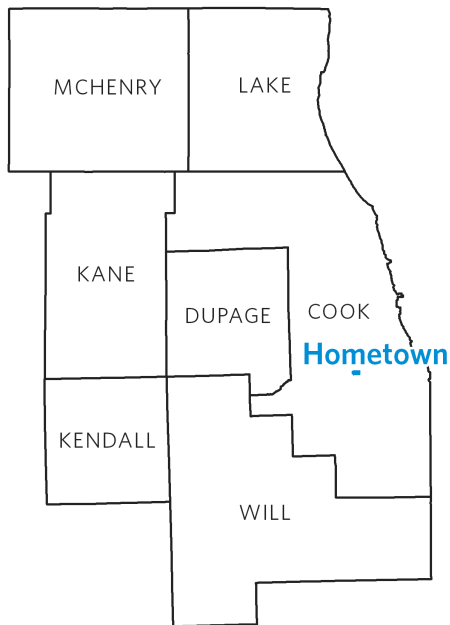 MCHENRY
LAKE
KANE
DUPAGE
COOK
Hometown
KENDALL
WILL